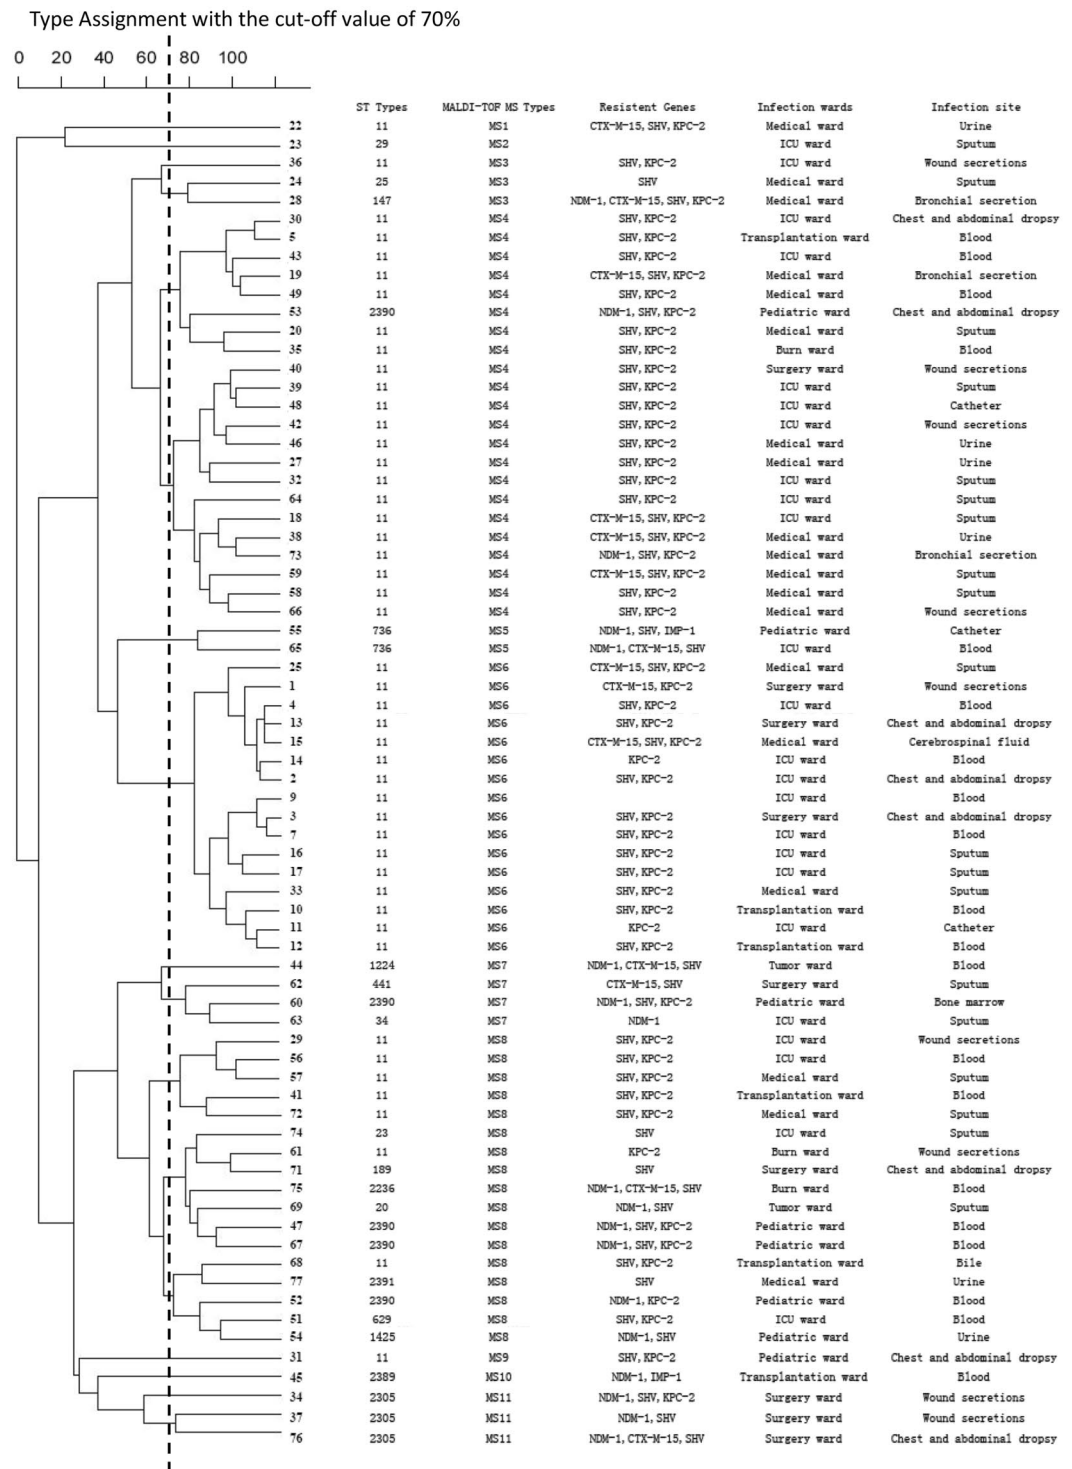 Type Assignment with the cut-off value of 70%
0 20 40 60 80 100
ST Types MALDI-TOF MS Types Resistent Genes Infection wards Infection site
22 11 MS1 CTX-M-15, SHV, KPC-2 Medical ward Urine
23 29 MS2 ICU ward Sputum
36 11 MS3 SHV, KPC-2 ICU ward Wound secretions
24 25 MS3 SHV Medical ward Sputum
28 147 MS3 NDM-1, CTX-M-15, SHV, KPC-2 Medical ward Bronchial secretion
30 11 MS4 SHV, KPC-2 ICU ward Chest and abdominal dropsy
5 11 MS4 SHV, KPC-2 Transplantation ward Blood
43 11 MS4 SHV, KPC-2 ICU ward Blood
19 11 MS4 CTX-M-15, SHV, KPC-2 Medical ward Bronchial secretion
49 11 MS4 SHV, KPC-2 Medical ward Blood
53 2390 MS4 NDM-1, SHV, KPC-2 Pediatric ward Chest and abdominal dropsy
20 11 MS4 SHV, KPC-2 Medical ward Sputum
35 11 MS4 SHV, KPC-2 Burn ward Blood
40 11 MS4 SHV, KPC-2 Surgery ward Wound secretions
39 11 MS4 SHV, KPC-2 ICU ward Sputum
48 11 MS4 SHV, KPC-2 ICU ward Catheter
42 11 MS4 SHV, KPC-2 ICU ward Wound secretions
46 11 MS4 SHV, KPC-2 Medical ward Urine
27 11 MS4 SHV, KPC-2 Medical ward Urine
32 11 MS4 SHV, KPC-2 ICU ward Sputum
64 11 MS4 SHV, KPC-2 ICU ward Sputum
18 11 MS4 CTX-M-15, SHV, KPC-2 ICU ward Sputum
38 11 MS4 CTX-M-15, SHV, KPC-2 Medical ward Urine
73 11 MS4 NDM-1, SHV, KPC-2 Medical ward Bronchial secretion
59 11 MS4 CTX-M-15, SHV, KPC-2 Medical ward Sputum
58 11 MS4 SHV, KPC-2 Medical ward Sputum
66 11 MS4 SHV, KPC-2 Medical ward Wound secretions
55 736 MS5 NDM-1, SHV, IMP-1 Pediatric ward Catheter
65 736 MS5 NDM-1, CTX-M-15, SHV ICU ward Blood
25 11 MS6 CTX-M-15, SHV, KPC-2 Medical ward Sputum
1 11 MS6 CTX-M-15, KPC-2 Surgery ward Wound secretions
4 11 MS6 SHV, KPC-2 ICU ward Blood
13 11 MS6 SHV, KPC-2 Surgery ward Chest and abdominal dropsy
15 11 MS6 CTX-M-15, SHV, KPC-2 Medical ward Cerebrospinal fluid
14 11 MS6 KPC-2 ICU ward Blood
2 11 MS6 SHV, KPC-2 ICU ward Chest and abdominal dropsy
9 11 MS6 ICU ward Blood
3 11 MS6 SHV, KPC-2 Surgery ward Chest and abdominal dropsy
7 11 MS6 SHV, KPC-2 ICU ward Blood
16 11 MS6 SHV, KPC-2 ICU ward Sputum
17 11 MS6 SHV, KPC-2 ICU ward Sputum
33 11 MS6 SHV, KPC-2 Medical ward Sputum
10 11 MS6 SHV, KPC-2 Transplantation ward Blood
11 11 MS6 KPC-2 ICU ward Catheter
12 11 MS6 SHV, KPC-2 Transplantation ward Blood
44 1224 MS7 NDM-1, CTX-M-15, SHV Tumor ward Blood
62 441 MS7 CTX-M-15, SHV Surgery ward Sputum
60 2390 MS7 NDM-1, SHV, KPC-2 Pediatric ward Bone marrow
63 34 MS7 NDM-1 ICU ward Sputum
29 11 MS8 SHV, KPC-2 ICU ward Wound secretions
56 11 MS8 SHV, KPC-2 ICU ward Blood
57 11 MS8 SHV, KPC-2 Medical ward Sputum
41 11 MS8 SHV, KPC-2 Transplantation ward Blood
72 11 MS8 SHV, KPC-2 Medical ward Sputum
74 23 MS8 SHV ICU ward Sputum
61 11 MS8 KPC-2 Burn ward Wound secretions
71 189 MS8 SHV Surgery ward Chest and abdominal dropsy
75 2236 MS8 NDM-1, CTX-M-15, SHV Burn ward Blood
69 20 MS8 NDM-1, SHV Tumor ward Sputum
47 2390 MS8 NDM-1, SHV, KPC-2 Pediatric ward Blood
67 2390 MS8 NDM-1, SHV, KPC-2 Pediatric ward Blood
68 11 MS8 SHV, KPC-2 Transplantation ward Bile
77 2391 MS8 SHV Medical ward Urine
52 2390 MS8 NDM-1, KPC-2 Pediatric ward Blood
51 629 MS8 SHV, KPC-2 ICU ward Blood
54 1425 MS8 NDM-1, SHV Pediatric ward Urine
31 11 MS9 SHV, KPC-2 Pediatric ward Chest and abdominal dropsy
45 2389 MS10 NDM-1, IMP-1 Transplantation ward Blood
34 2305 MS11 NDM-1, SHV, KPC-2 Surgery ward Wound secretions
37 2305 MS11 NDM-1, SHV Surgery ward Wound secretions
76 2305 MS11 NDM-1, CTX-M-15, SHV Surgery ward Chest and abdominal dropsy